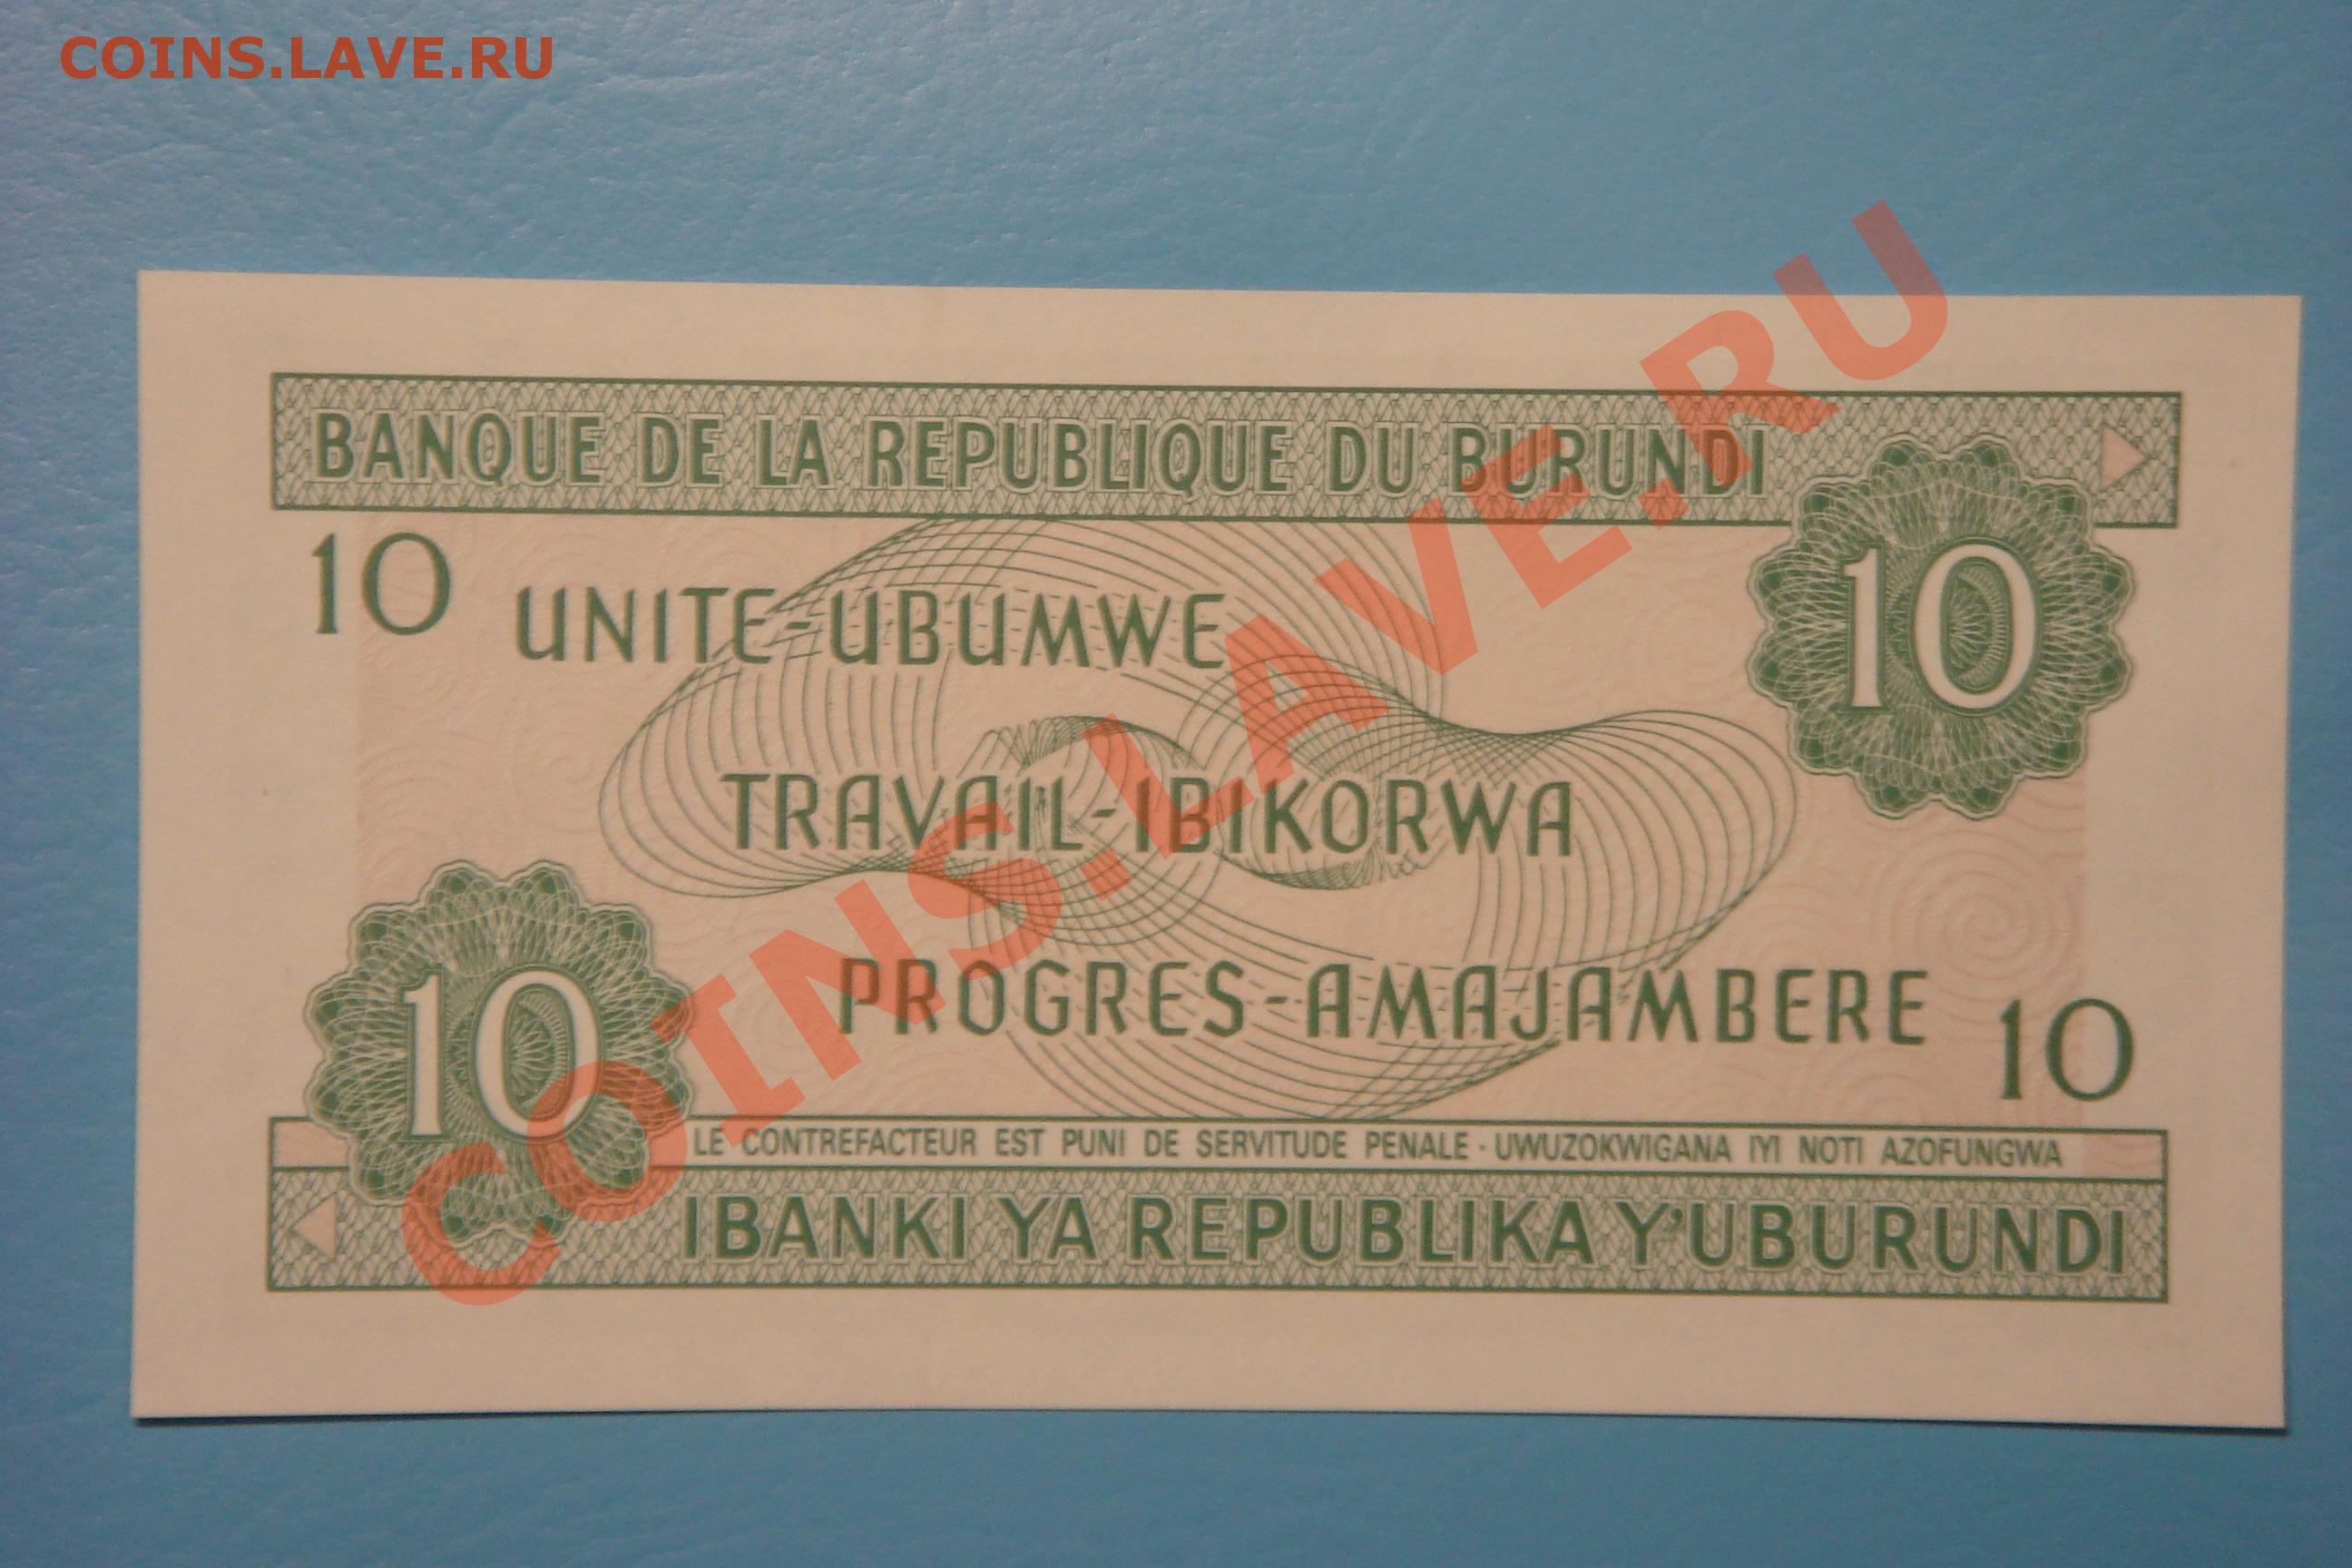 COINS.LAVE.RU
BANQUE DE LA REPUBLIQUE DU BURUNDI
10
10
UNITE-UBUMWE
TRAVAIL-IBIKORWA
PROGRES-AMAJAMBERE
10
10
LE CONTREFACTEUR EST PUNI DE SERVITUDE PENALE · UWUZOKWIGANA IYI NOTI AZOFUNGWA
IBANKI YA REPUBLIKA Y'UBURUNDI
COINS.LAVE.RU